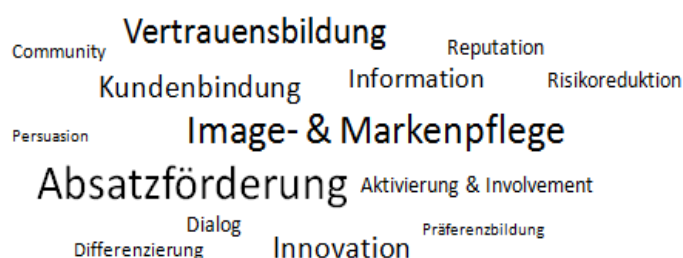 Vertrauensbildung
Community
Reputation
Kundenbindung
Information
Risikoreduktion
Persuasion
Image- & Markenpflege
Absatzförderung
Aktivierung & Involvement
Dialog
Präferenzbildung
Differenzierung
Innovation